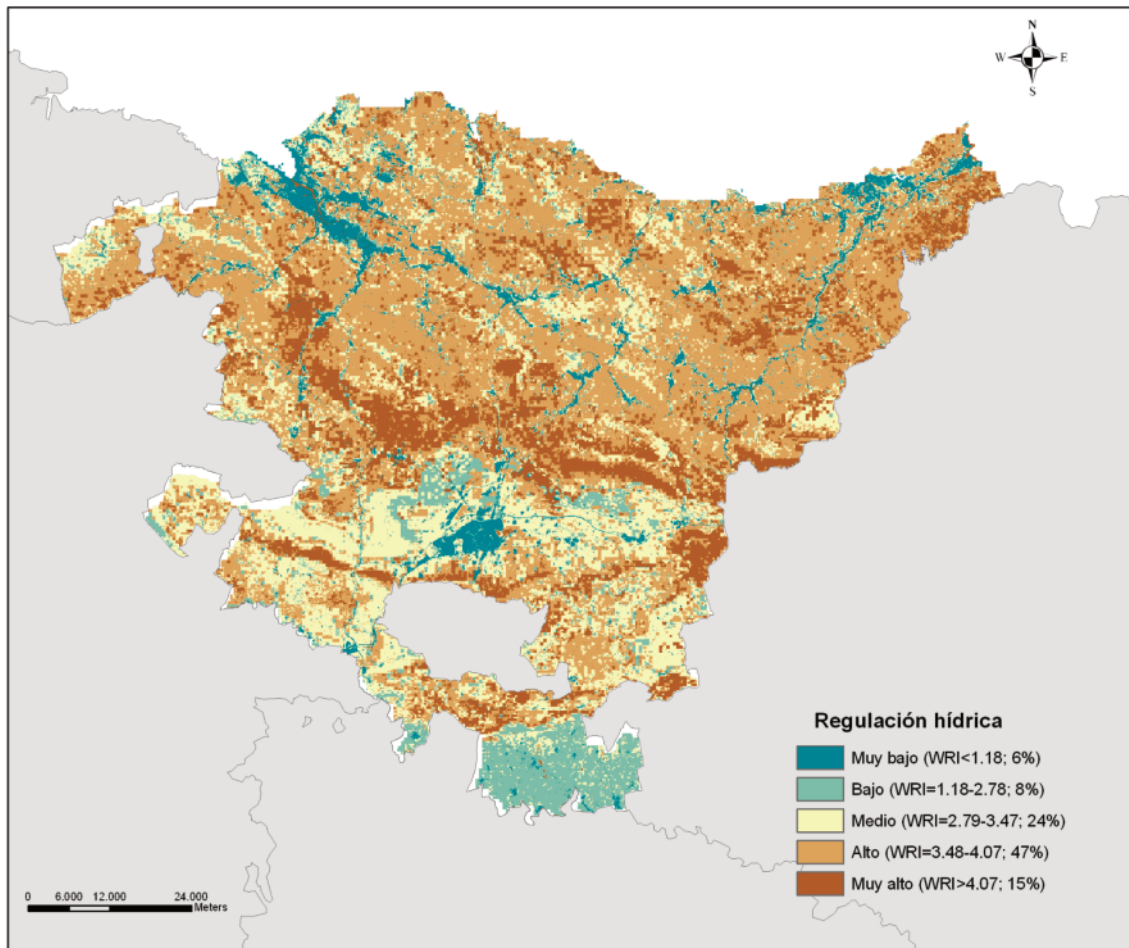 N
W E
S
Regulación hídrica
Muy bajo (WRI<1.18; 6%)
Bajo (WRI=1.18-2.78; 8%)
Medio (WRI=2.79-3.47; 24%)
Alto (WRI=3.48-4.07; 47%)
Muy alto (WRI>4.07; 15%)
0 6.000 12.000 24.000
Meters